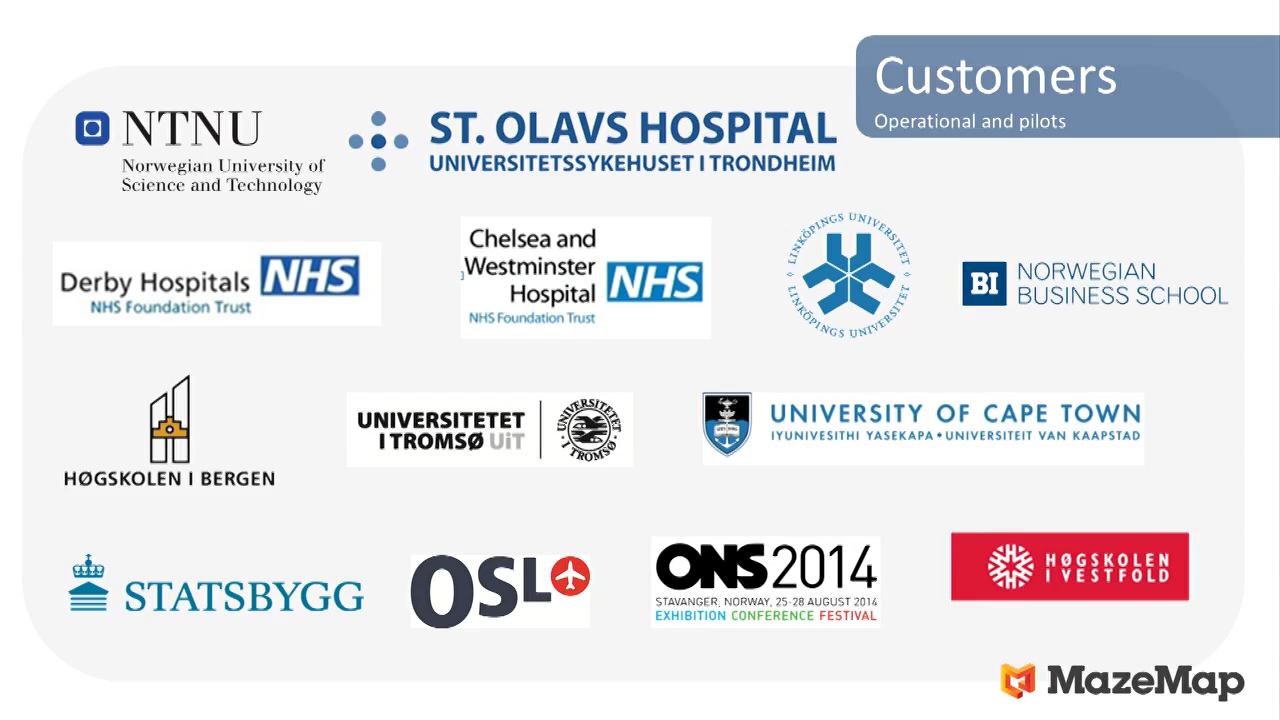 Customers
Operational and pilots
NTNU
Norwegian University of
Science and Technology
ST. OLAVS HOSPITAL
UNIVERSITETSSYKEHUSET I TRONDHEIM
Derby Hospitals NHS
NHS Foundation Trust
Chelsea and
Westminster
Hospital NHS
NHS Foundation Trust
LINKÖPINGS UNIVERSITET
LINKÖPINGS UNIVERSITET
BI NORWEGIAN
BUSINESS SCHOOL
HØGSKOLEN I BERGEN
UNIVERSITETET
I TROMSØ UiT
UNIVERSITETET
I TROMSØ
UNIVERSITY OF CAPE TOWN
IYUNIVESITHI YASEKAPA • UNIVERSITEIT VAN KAAPSTAD
STATSBYGG
OSL
ONS 2014
STAVANGER, NORWAY, 25-28 AUGUST 2014
EXHIBITION CONFERENCE FESTIVAL
HØGSKOLEN
I VESTFOLD
MazeMap